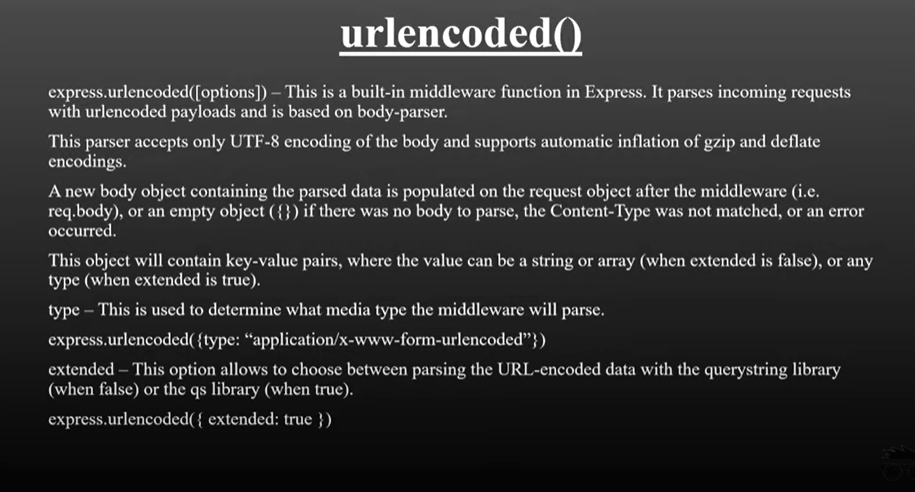 urlencoded()
express.urlencoded([options]) – This is a built-in middleware function in Express. It parses incoming requests
with urlencoded payloads and is based on body-parser.
This parser accepts only UTF-8 encoding of the body and supports automatic inflation of gzip and deflate
encodings.
A new body object containing the parsed data is populated on the request object after the middleware (i.e.
req.body), or an empty object ({}) if there was no body to parse, the Content-Type was not matched, or an error
occurred.
This object will contain key-value pairs, where the value can be a string or array (when extended is false), or any
type (when extended is true).
type – This is used to determine what media type the middleware will parse.
express.urlencoded({type: “application/x-www-form-urlencoded”})
extended – This option allows to choose between parsing the URL-encoded data with the querystring library
(when false) or the qs library (when true).
express.urlencoded({ extended: true })